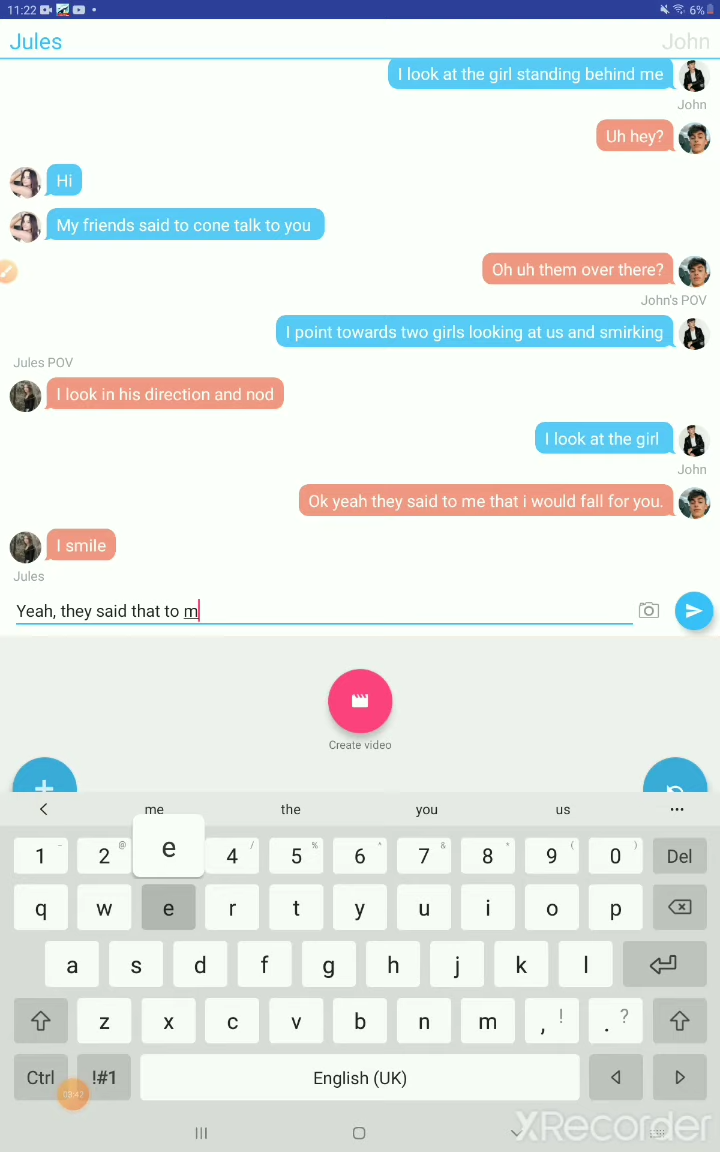 11:22
6%
Jules
John
I look at the girl standing behind me
John
Uh hey?
Hi
My friends said to cone talk to you
Oh uh them over there?
John's POV
I point towards two girls looking at us and smirking
Jules POV
I look in his direction and nod
I look at the girl
John
Ok yeah they said to me that i would fall for you.
I smile
Jules
Yeah, they said that to m
Create video
me the you us
e
1 2 @ 4 / 5 % 6 ^ 7 & 8 * 9 ( 0 ) Del
q w e r t y u i o p
a s d f g h j k l
z x c v b n m , ! . ?
Ctrl !#1 English (UK)
03:42
XRecorder